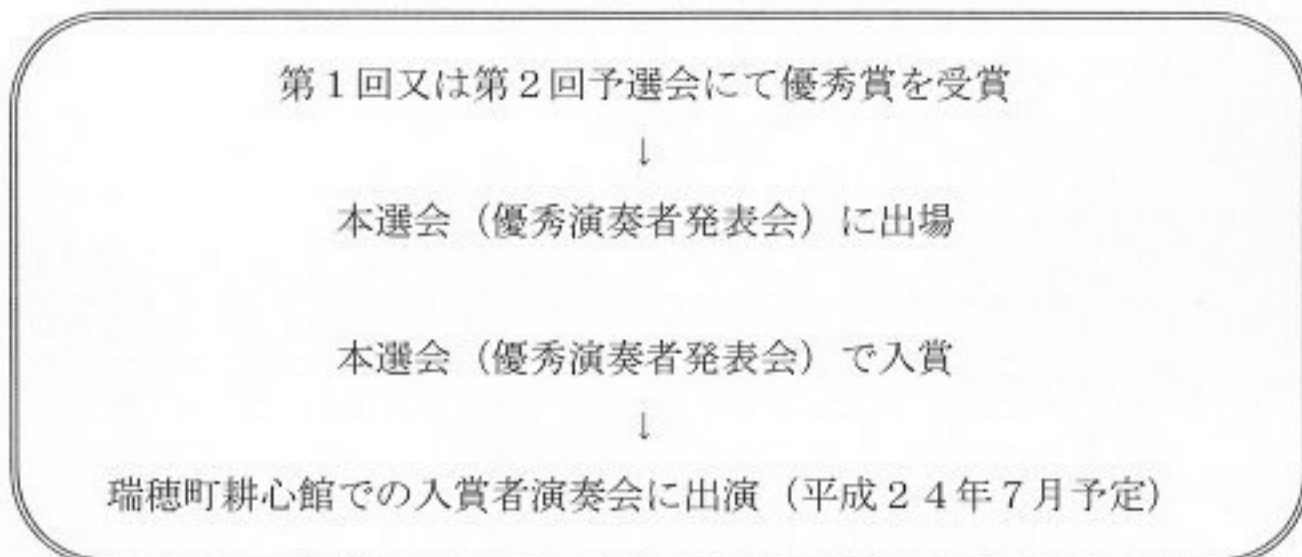 第１回又は第２回予選会にて優秀賞を受賞
↓
本選会（優秀演奏者発表会）に出場
本選会（優秀演奏者発表会）で入賞
↓
瑞穂町耕心館での入賞者演奏会に出演（平成２４年７月予定）